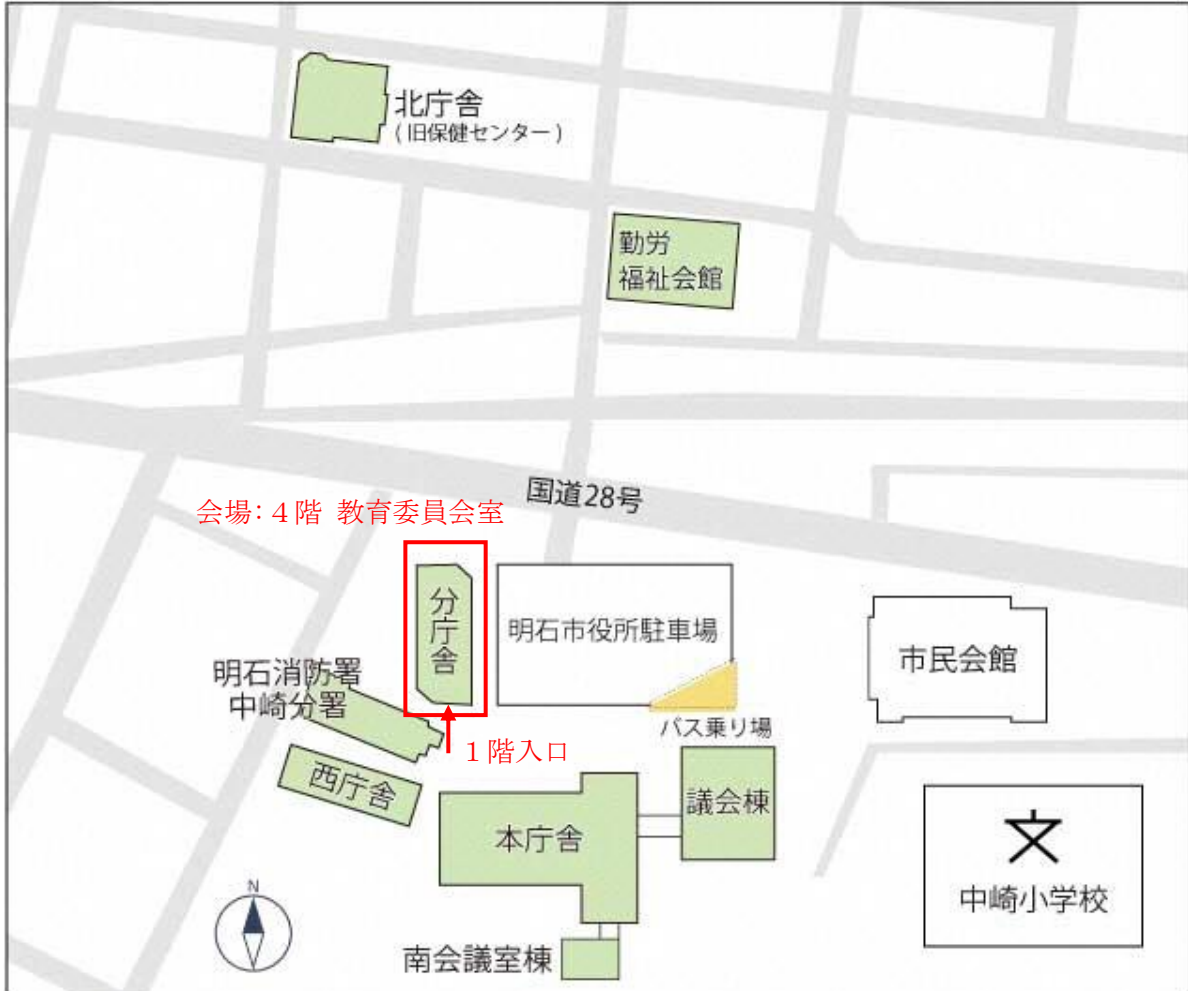 北庁舎
(旧保健センター)
勤労
福祉会館
国道28号
会場:4階 教育委員会室
分庁舎
明石市役所駐車場
市民会館
明石消防署
中崎分署
バス乗り場
1階入口
西庁舎
議会棟
本庁舎
文
中崎小学校
N
南会議室棟